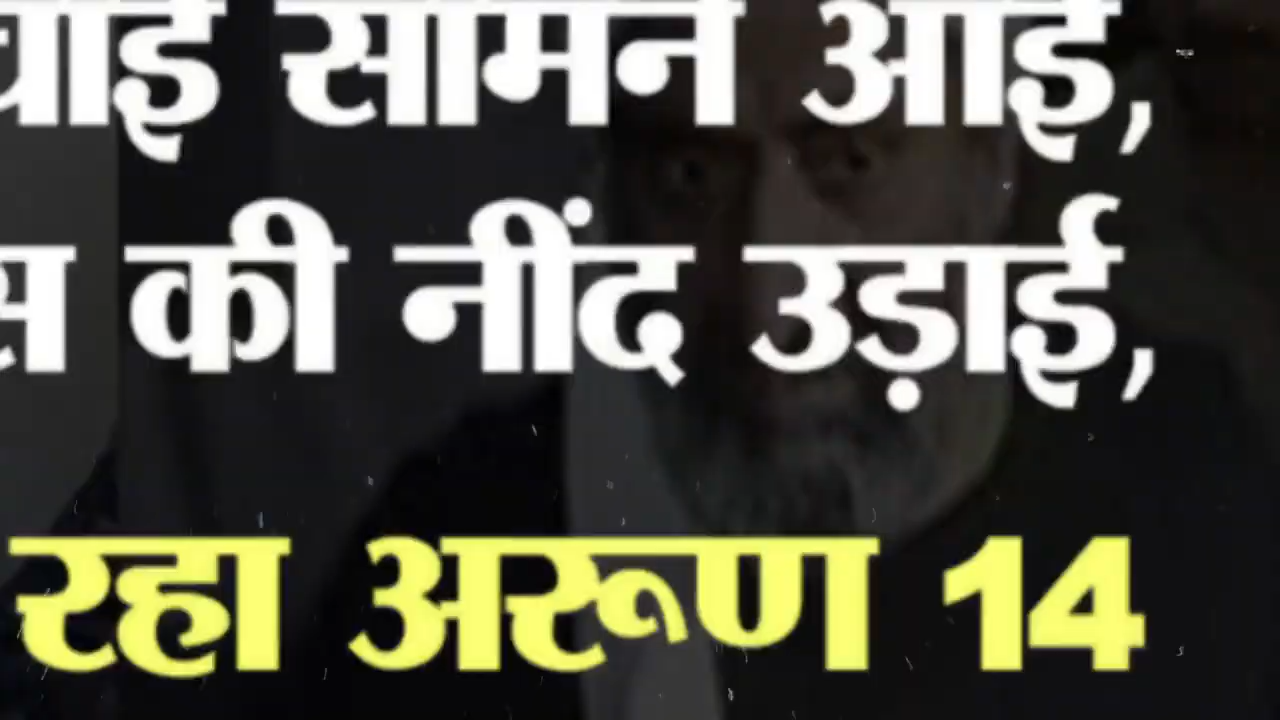 सामने आई,
की नींद उड़ाई,
रहा अरूण 14